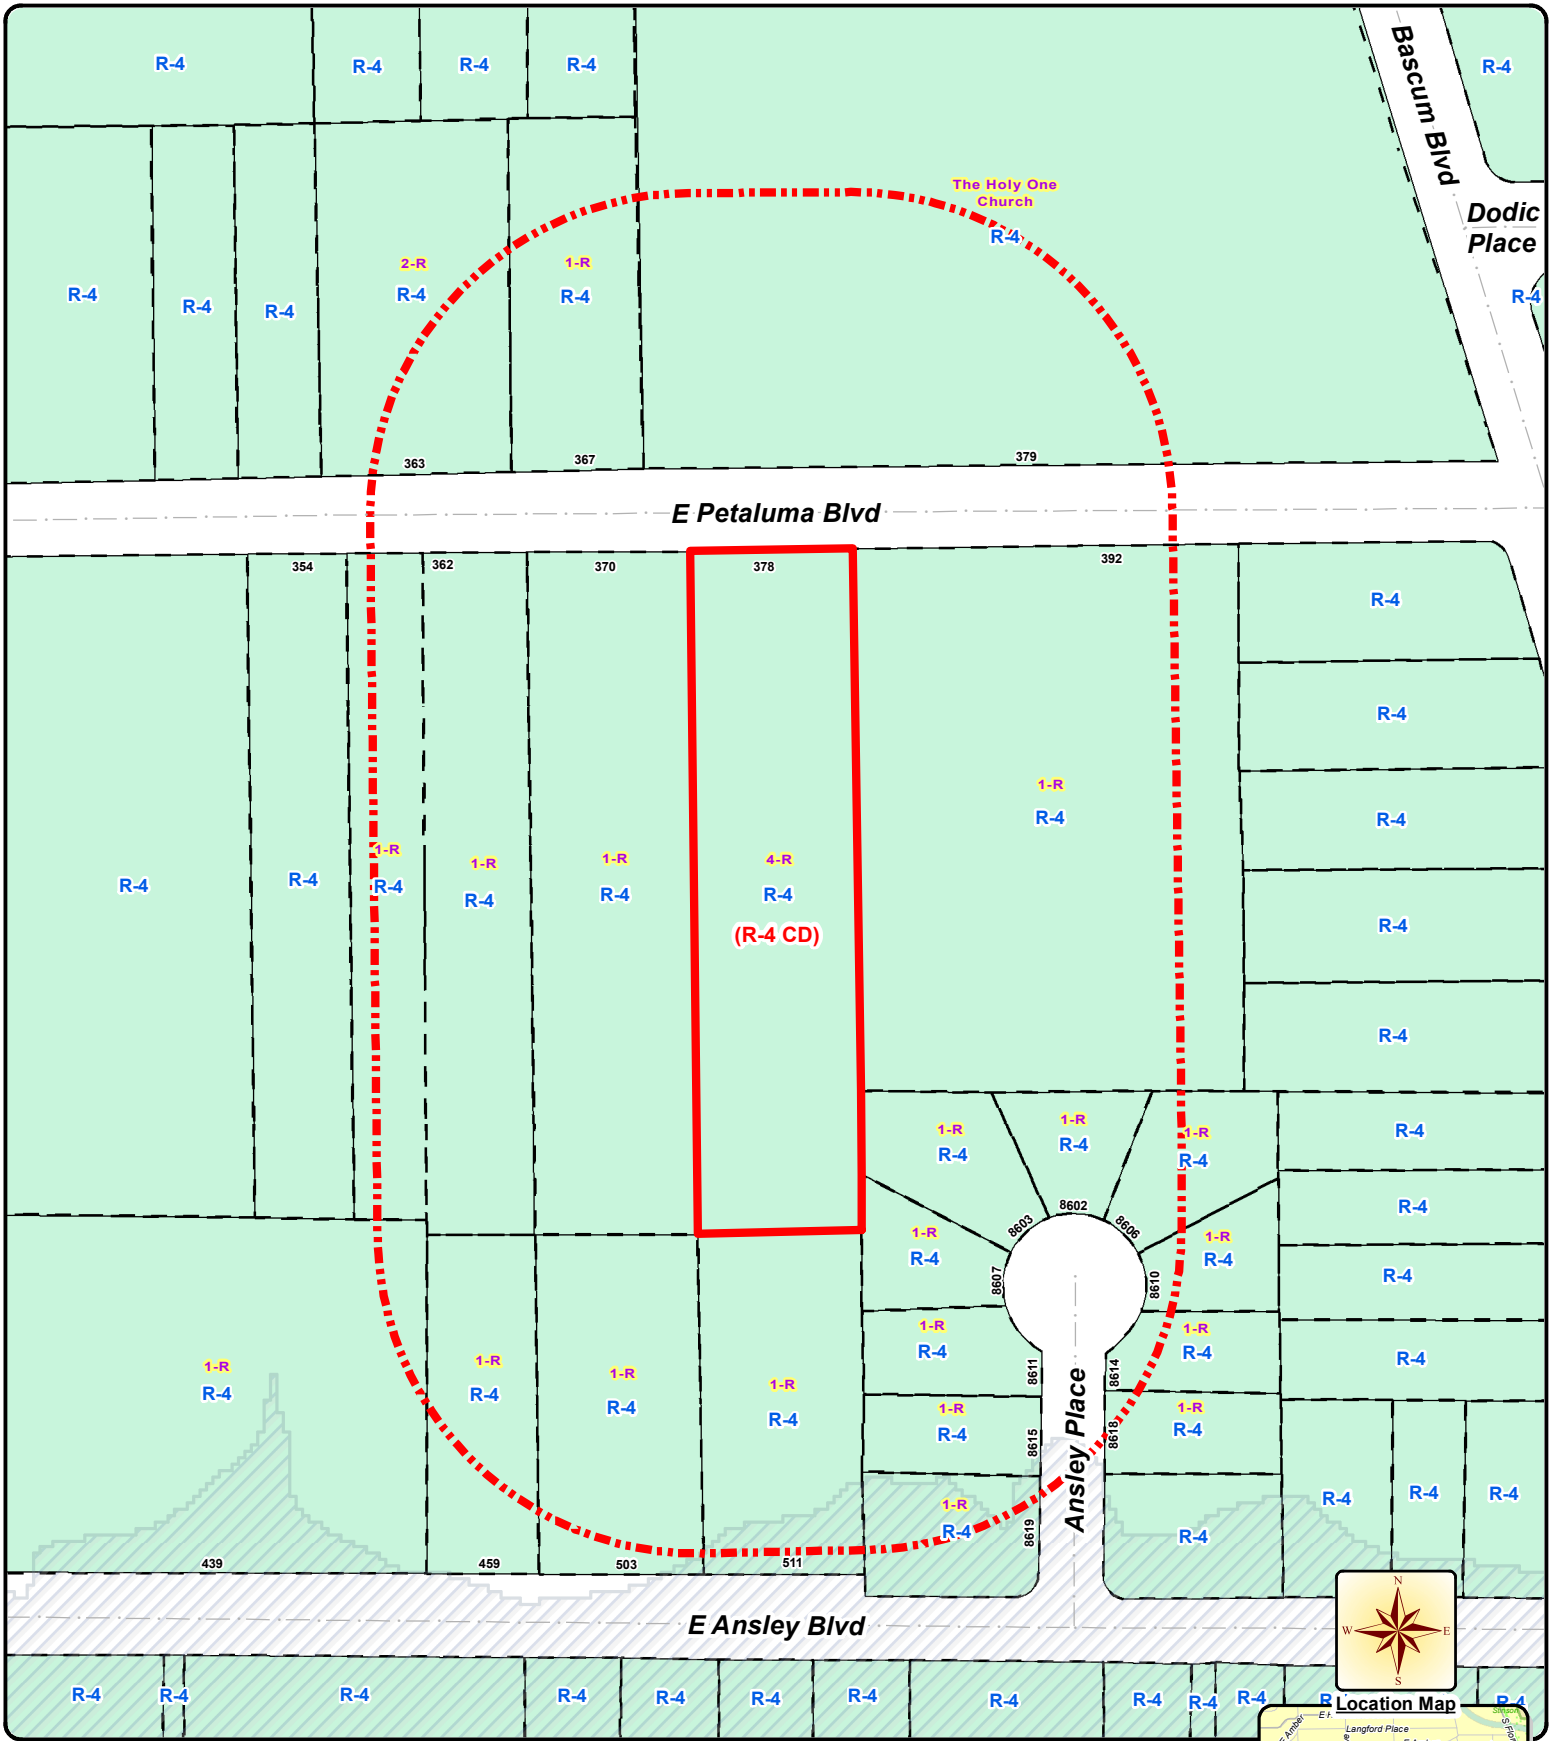 R-4
R-4
R-4
R-4
R-4
Bascum Blvd
Dodic
Place
The Holy One
Church
R-4
2-R
1-R
R-4
R-4
R-4
R-4
R-4
R-4
363
367
379
E Petaluma Blvd
354
362
370
378
392
R-4
R-4
1-R
R-4
R-4
1-R
1-R
1-R
4-R
R-4
R-4
R-4
R-4
R-4
R-4
R-4
(R-4 CD)
R-4
R-4
1-R
1-R
1-R
R-4
R-4
R-4
R-4
8603
8602
8606
R-4
1-R
1-R
R-4
R-4
8607
8610
R-4
1-R
1-R
R-4
R-4
8611
8614
R-4
1-R
1-R
1-R
1-R
R-4
R-4
R-4
R-4
1-R
1-R
R-4
R-4
8615
8618
Ansley Place
1-R
R-4
8619
R-4
R-4
R-4
R-4
439
459
503
511
E Ansley Blvd
N
W
E
S
R-4
R-4
R-4
R-4
R-4
R-4
R-4
R-4
R-4
R-4
R-4
R-4
Location Map
Langford Place
E Amber